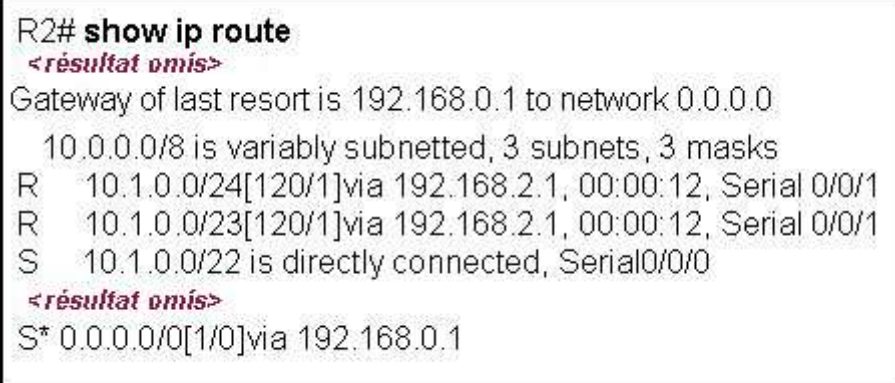 R2# show ip route
<résultat omis>
Gateway of last resort is 192.168.0.1 to network 0.0.0.0
10.0.0.0/8 is variably subnetted, 3 subnets, 3 masks
R 10.1.0.0/24[120/1]via 192.168.2.1, 00:00:12, Serial 0/0/1
R 10.1.0.0/23[120/1]via 192.168.2.1, 00:00:12, Serial 0/0/1
S 10.1.0.0/22 is directly connected, Serial0/0/0
<résultat omis>
S* 0.0.0.0/0[1/0]via 192.168.0.1